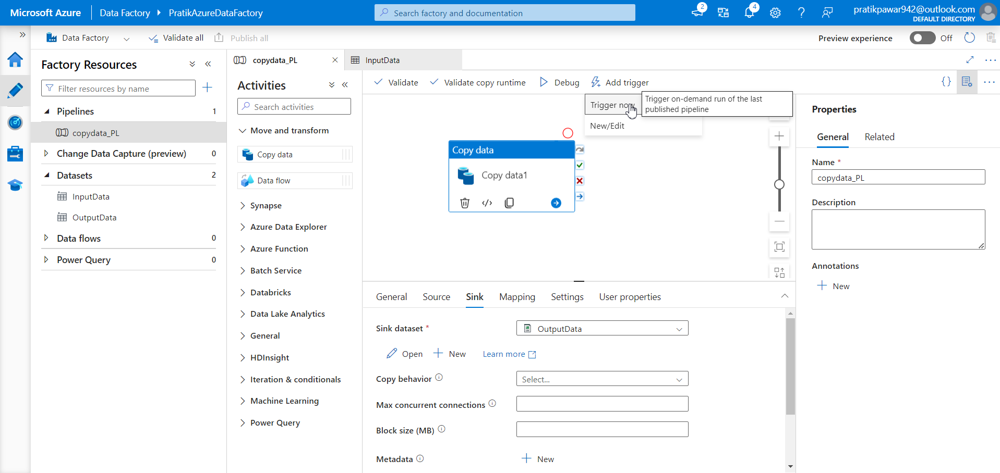 Microsoft Azure
Data Factory
PratikAzureDataFactory
Search factory and documentation
2
4
pratikpawar942@outlook.com
DEFAULT DIRECTORY
Data Factory
Validate all
Publish all
Preview experience
Off
Factory Resources
Filter resources by name
Pipelines 1
copydata_PL
Change Data Capture (preview) 0
Datasets 2
InputData
OutputData
Data flows 0
Power Query 0
copydata_PL
InputData
Activities
Search activities
Move and transform
Copy data
Data flow
Synapse
Azure Data Explorer
Azure Function
Batch Service
Databricks
Data Lake Analytics
General
HDInsight
Iteration & conditionals
Machine Learning
Power Query
Validate
Validate copy runtime
Debug
Add trigger
Trigger now
Trigger on-demand run of the last
published pipeline
New/Edit
Copy data
Copy data1
General
Source
Sink
Mapping
Settings
User properties
Sink dataset *
OutputData
Open
New
Learn more
Copy behavior
Select...
Max concurrent connections
Block size (MB)
Metadata
New
Properties
General
Related
Name *
copydata_PL
Description
Annotations
New